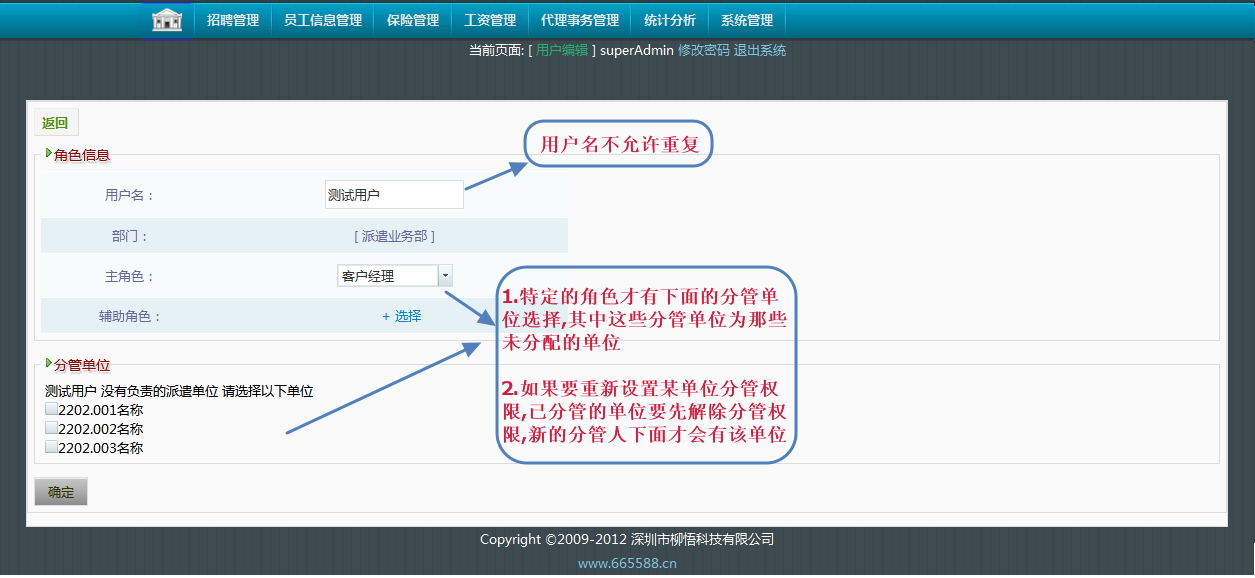 招聘管理 员工信息管理 保险管理 工资管理 代理事务管理 统计分析 系统管理
当前页面: [ 用户编辑 ] superAdmin 修改密码 退出系统
返回
用户名不允许重复
角色信息
用户名：
测试用户
部门：
[ 派遣业务部 ]
主角色：
客户经理
辅助角色：
+ 选择
1.特定的角色才有下面的分管单
位选择,其中这些分管单位为那些
未分配的单位
2.如果要重新设置某单位分管权
限,已分管的单位要先解除分管权
限,新的分管人下面才会有该单位
分管单位
测试用户 没有负责的派遣单位 请选择以下单位
2202.001名称
2202.002名称
2202.003名称
确定
Copyright ©2009-2012 深圳市柳悟科技有限公司
www.665588.cn